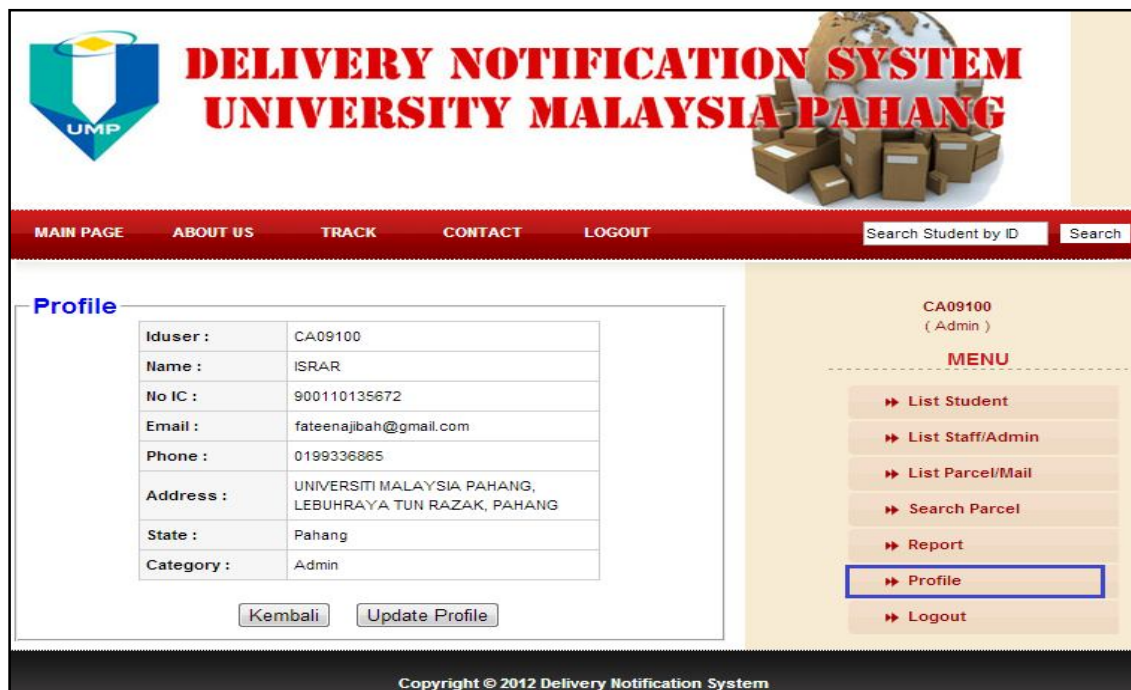 DELIVERY NOTIFICATION SYSTEM
UNIVERSITY MALAYSIA PAHANG
UMP
MAIN PAGE ABOUT US TRACK CONTACT LOGOUT Search Student by ID Search
Profile
Iduser : CA09100
Name : ISRAR
No IC : 900110135672
Email : fateenajibah@gmail.com
Phone : 0199336865
Address : UNIVERSITI MALAYSIA PAHANG,
LEBUHRAYA TUN RAZAK, PAHANG
State : Pahang
Category : Admin
Kembali Update Profile
CA09100
( Admin )
MENU
List Student
List Staff/Admin
List Parcel/Mail
Search Parcel
Report
Profile
Logout
Copyright © 2012 Delivery Notification System